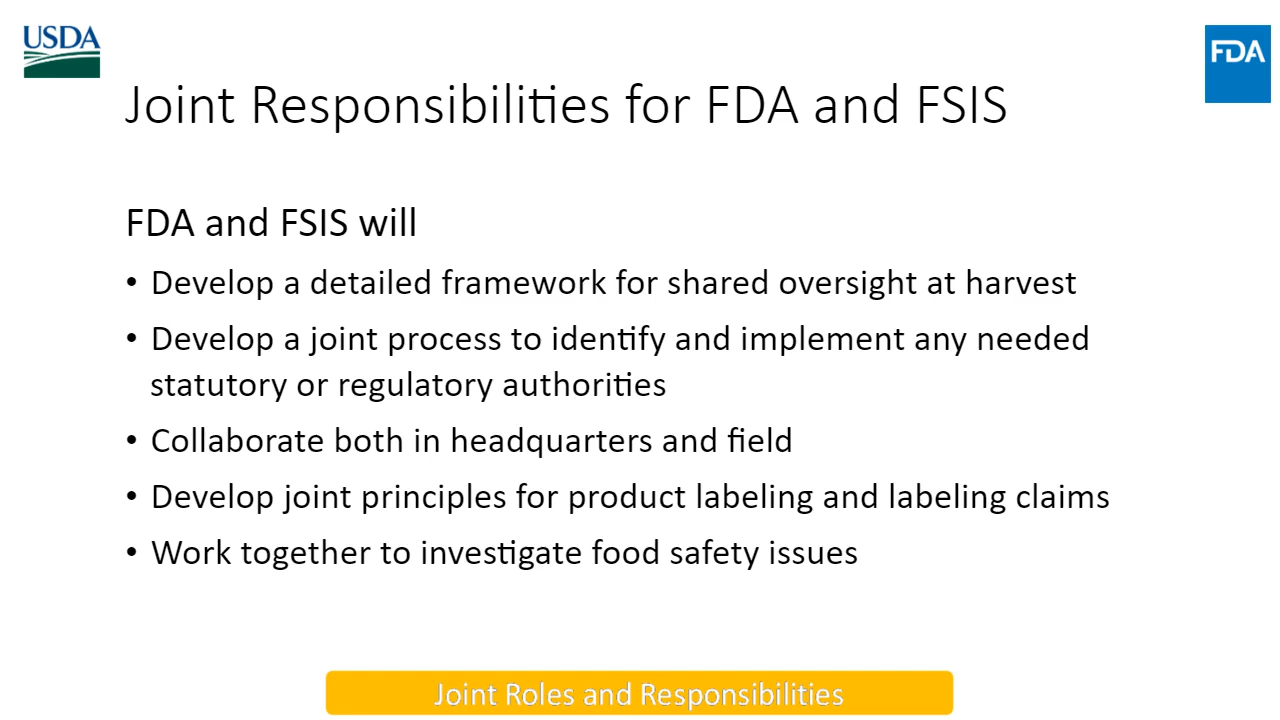 USDA
FDA
Joint Responsibilities for FDA and FSIS
FDA and FSIS will
• Develop a detailed framework for shared oversight at harvest
• Develop a joint process to identify and implement any needed
statutory or regulatory authorities
• Collaborate both in headquarters and field
• Develop joint principles for product labeling and labeling claims
• Work together to investigate food safety issues
Joint Roles and Responsibilities